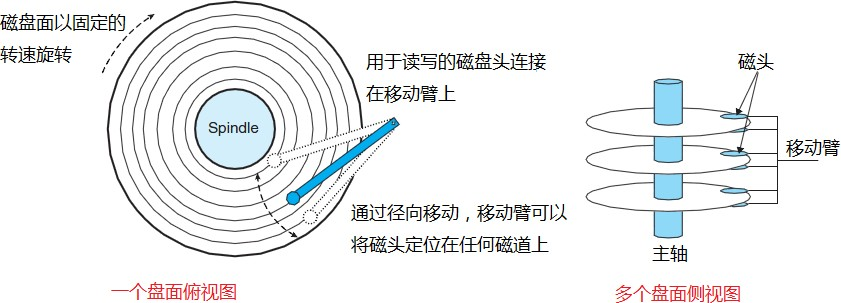 磁盘面以固定的
转速旋转
用于读写的磁盘头连接
在移动臂上
Spindle
通过径向移动，移动臂可以
将磁头定位在任何磁道上
一个盘面俯视图
磁头
移动臂
主轴
多个盘面侧视图